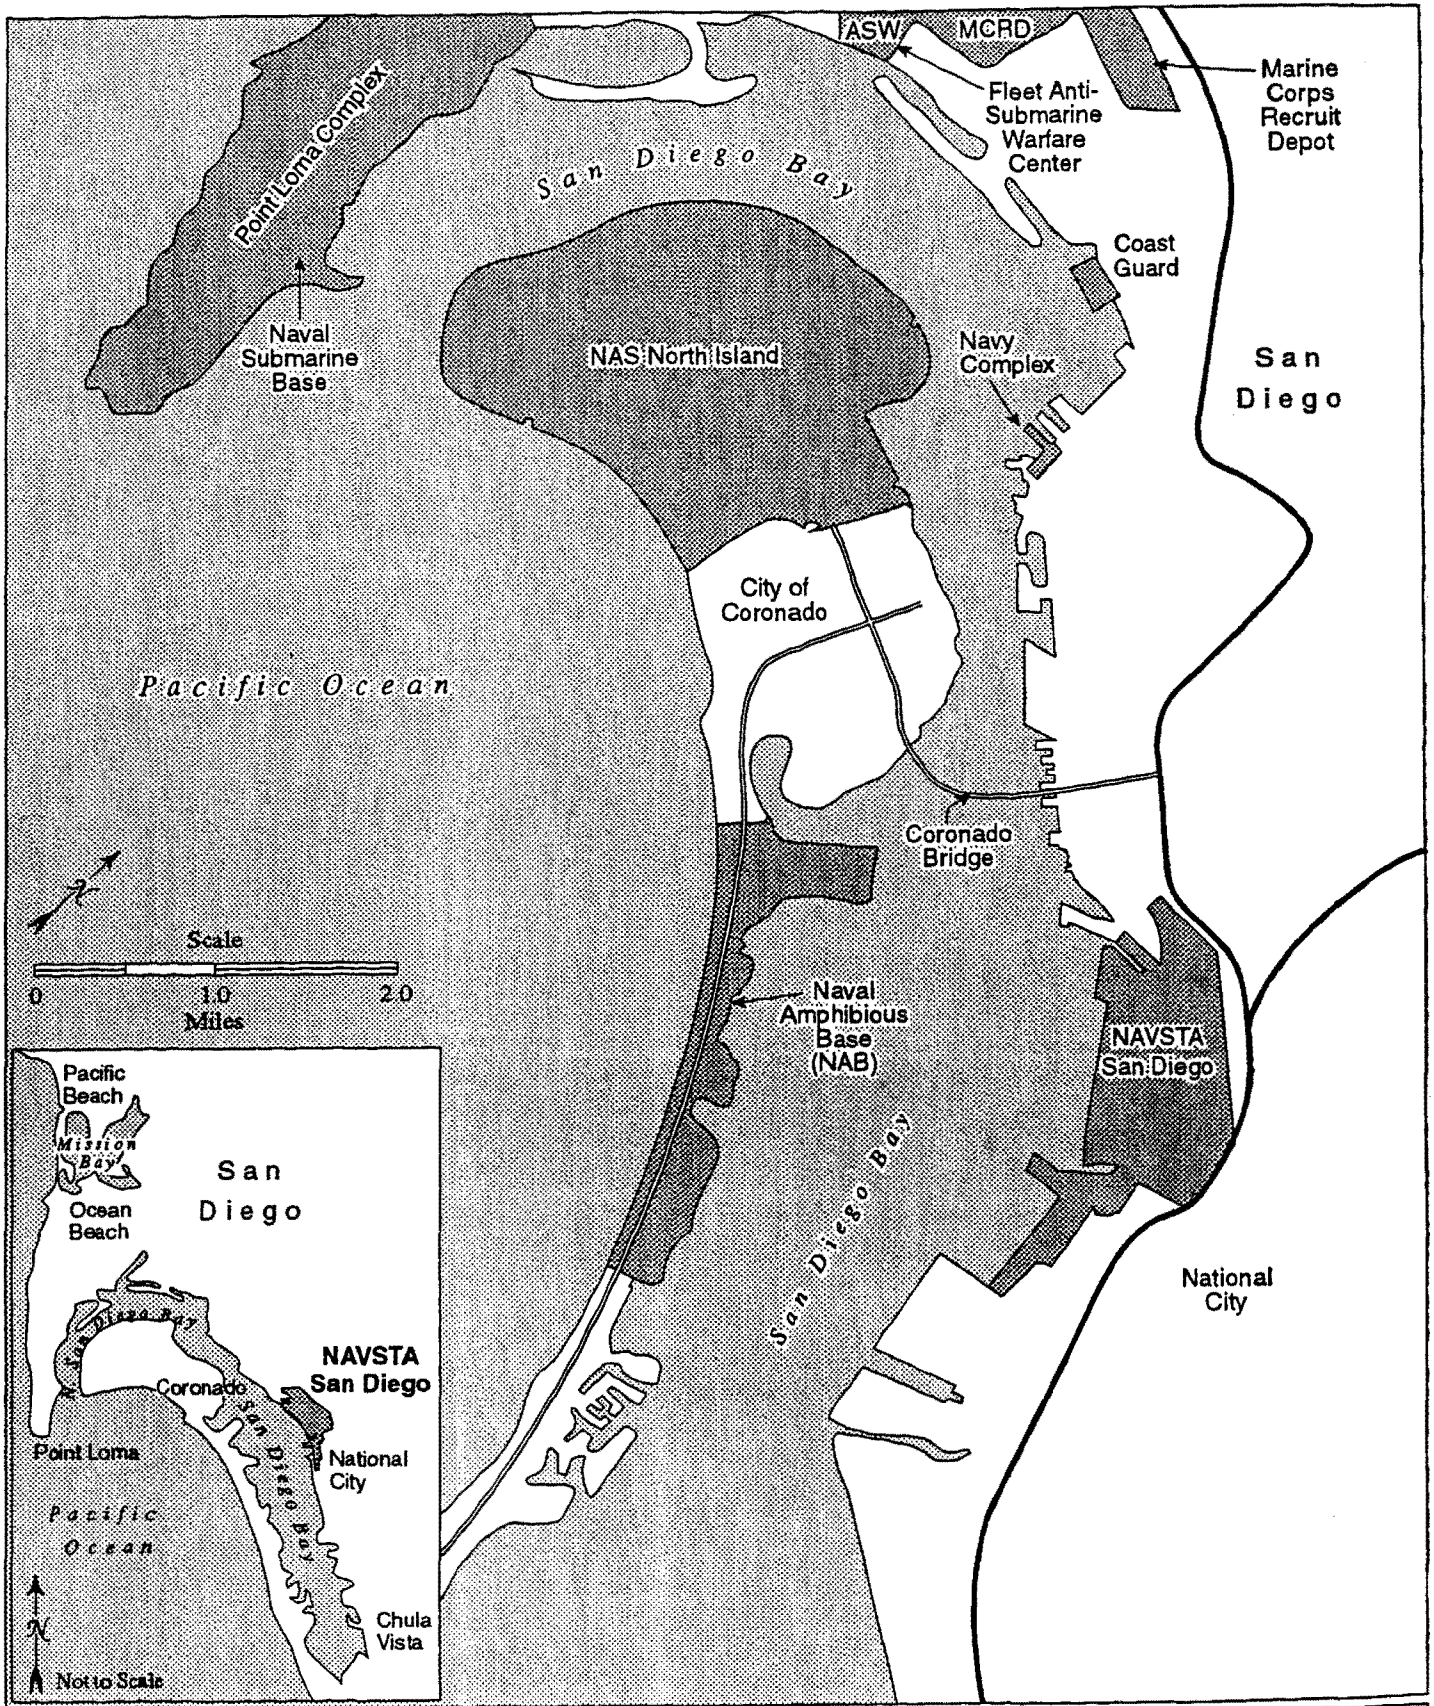 ASW
MCRD
Marine
Corps
Recruit
Depot
Fleet Anti-
Submarine
Warfare
Center
Point Loma Complex
San Diego Bay
Coast
Guard
Naval
Submarine
Base
NAS North Island
Navy
Complex
San
Diego
City of
Coronado
Pacific Ocean
Coronado
Bridge
N
Scale
0 1.0 2.0
Miles
Naval
Amphibious
Base
(NAB)
NAVSTA
San Diego
San Diego Bay
National
City
Pacific
Beach
Mission
Bay
San
Diego
Ocean
Beach
N. San Diego Bay
NAVSTA
San Diego
Coronado
San Diego Bay
Point Loma
National
City
Pacific
Ocean
Chula
Vista
N
Not to Scale